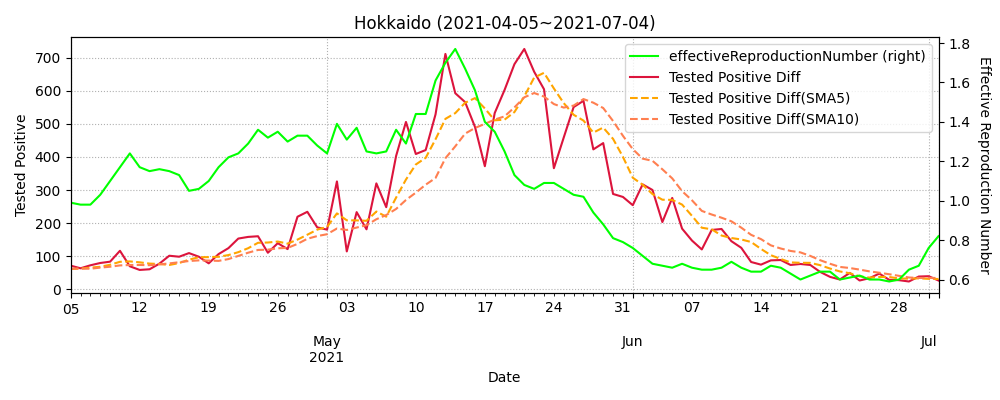 Hokkaido (2021-04-05~2021-07-04)
effectiveReproductionNumber (right)
Tested Positive Diff
Tested Positive Diff(SMA5)
Tested Positive Diff(SMA10)
Tested Positive
700
600
500
400
300
200
100
0
1.8
1.6
1.4
1.2
1.0
0.8
0.6
Effective Reproduction Number
05 12 19 26 03 10 17 24 31 07 14 21 28
May Jun Jul
2021
Date